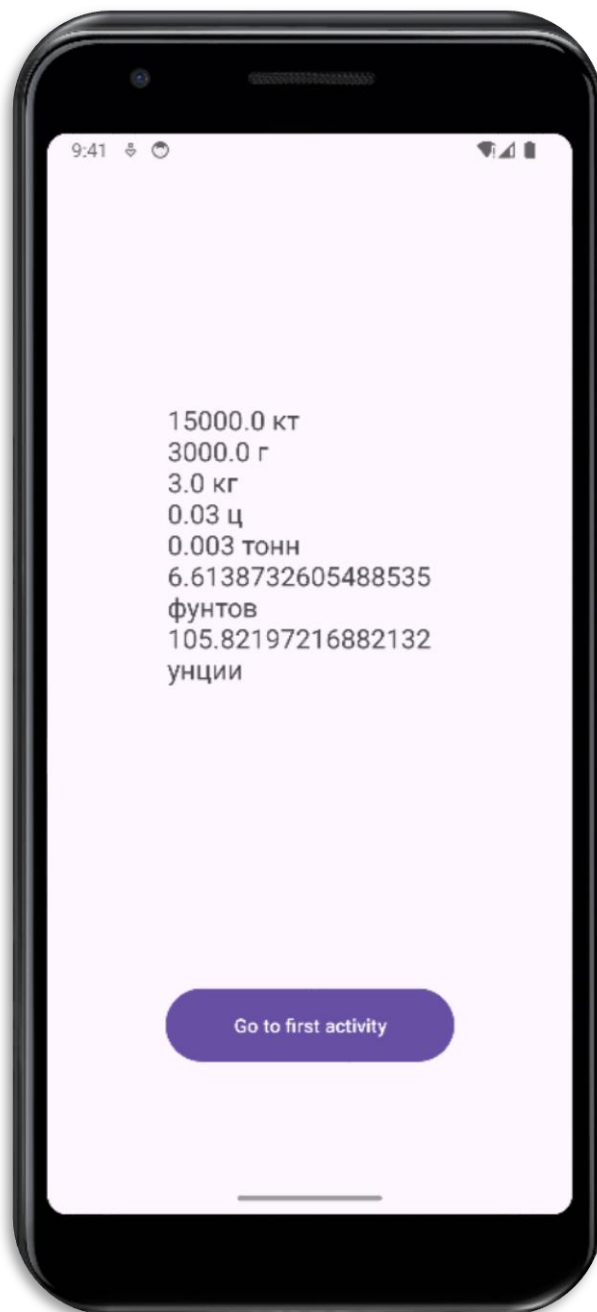 9:41
15000.0 кт
3000.0 г
3.0 кг
0.03 ц
0.003 тонн
6.6138732605488535
фунтов
105.82197216882132
унции
Go to first activity